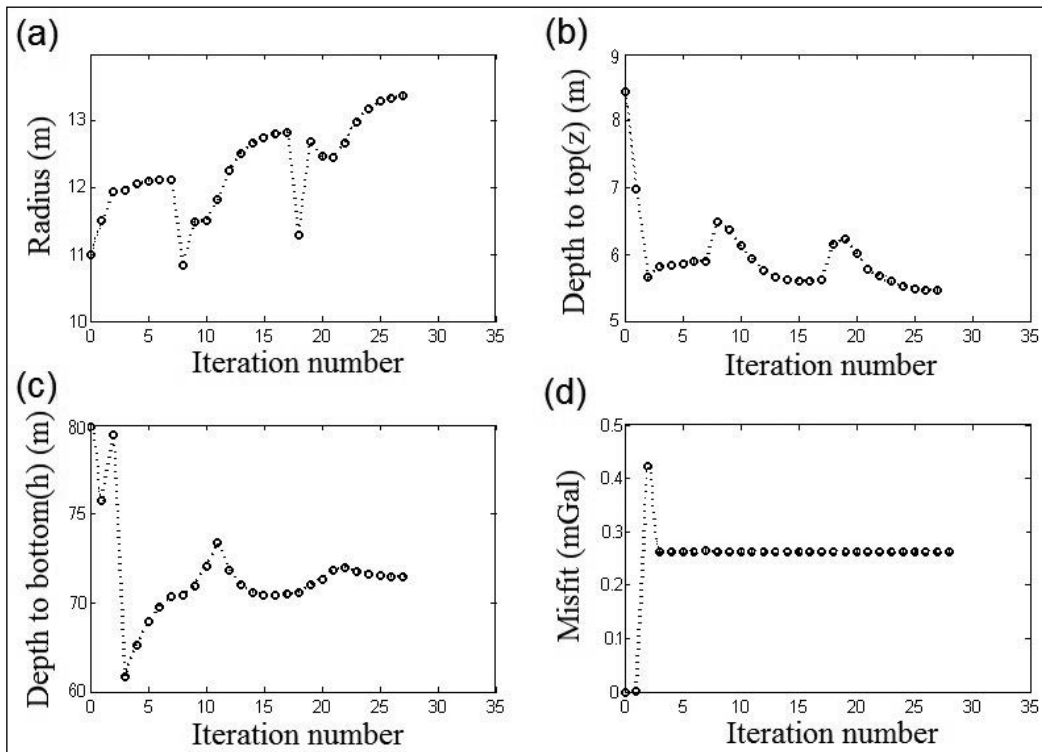 (a)
Radius (m)
13
12
11
10
0 5 10 15 20 25 30 35
Iteration number
(b)
Depth to top(z) (m)
9
8
7
6
5
0 5 10 15 20 25 30 35
Iteration number
(c)
Depth to bottom(h) (m)
80
75
70
60
0 5 10 15 20 25 30 35
Iteration number
(d)
Misfit (mGal)
0.5
0.4
0.3
0.2
0.1
0
0 5 10 15 20 25 30 35
Iteration number